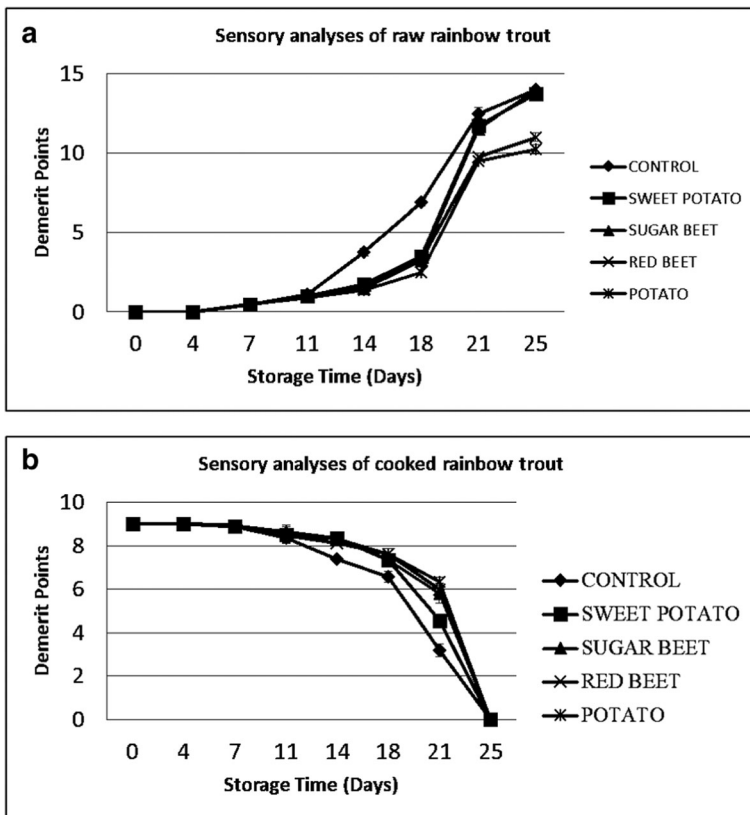 a
Sensory analyses of raw rainbow trout
Demerit Points
15
10
5
0
0 4 7 11 14 18 21 25
Storage Time (Days)
CONTROL
SWEET POTATO
SUGAR BEET
RED BEET
POTATO
b
Sensory analyses of cooked rainbow trout
Demerit Points
10
8
6
4
2
0
0 4 7 11 14 18 21 25
Storage Time (Days)
CONTROL
SWEET POTATO
SUGAR BEET
RED BEET
POTATO